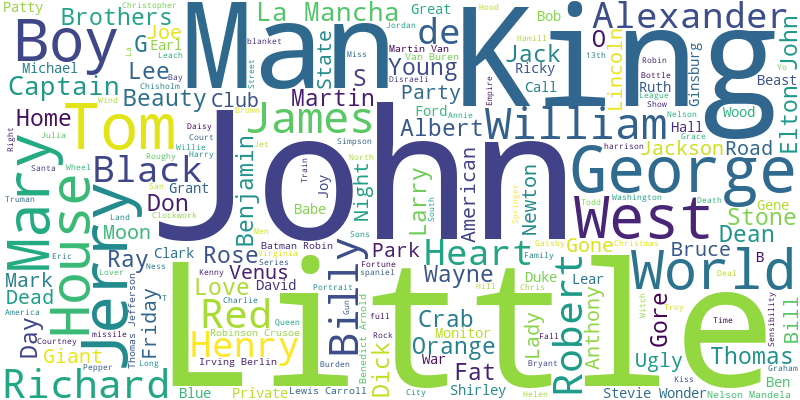 Patty
Christopher
La Mancha
Great
Jordan
Hood
Bob
Alexander
Brothers
Boy
Man
King
Joe
Earl
Leach
blanket
Miss
Martin Van
Van Buren
Hamill
Jack
O
Robin
13th
Lincoln
Ginsburg
John
Elton
G
La
Michael
Bay
Street
State
de
Disraeli
Young
Ricky
Bottle
League
Show
Yo
Beast
Captain
Lee
Chisholm
S
Call
Ruth
Beauty
Club
Wind
Martin
Party
Empire
Nelson
Wood
Home
Tom
Brown
James
Ford
Annie
William
Hall
Grace
Right
Julia
Daisy
Court
Willie
Harry
Jet
Simpson
Albert
harrison
Jackson
Road
Mary
Santa
Wheel
Roughy
Black
John
North
Train
Joy
George
Truman
House
Jerry
San
Grant
Benjamin
Night
Larry
South
American
Newton
Todd
Washington
Death
Don
Clockwork
Babe
West
Gene
Stone
Moon
Land
Men
Sons
Gatsby
Christmas
Dean
Eric
Clark
Virginia
Batman Robin
Series
Park
Heart
Gone
Bruce
B
Mark
Lover
Ness
Ray
Rose
Kenny
Venus
David
Fortune
spaniel
Wayne
Family
Duke
Lear
World
Deal
Dead
Love
Portrait
Billy
Hill
Chris
Springer
Robert
Anthony
Witch
Troy
Sensibility
America
T
Thomas Jefferson
Friday
Charlie
Gun
full
Crab
Lady
Gore
Time
Bill
Day
Courtney
missile
Red
Queen
Robinson Crusoe
Benedict Arnold
Rock
Monitor
Fall
Giant
Long
Henry
Little
Orange
Ugly
Thomas
Pepper
Irving Berlin
Burden
Dick
War
Fat
Bryant
Kiss
Graham
Ben
Richard
Blue
Private
Lewis Carroll
City
Shirley
Helen
Stevie Wonder
Nelson Mandela